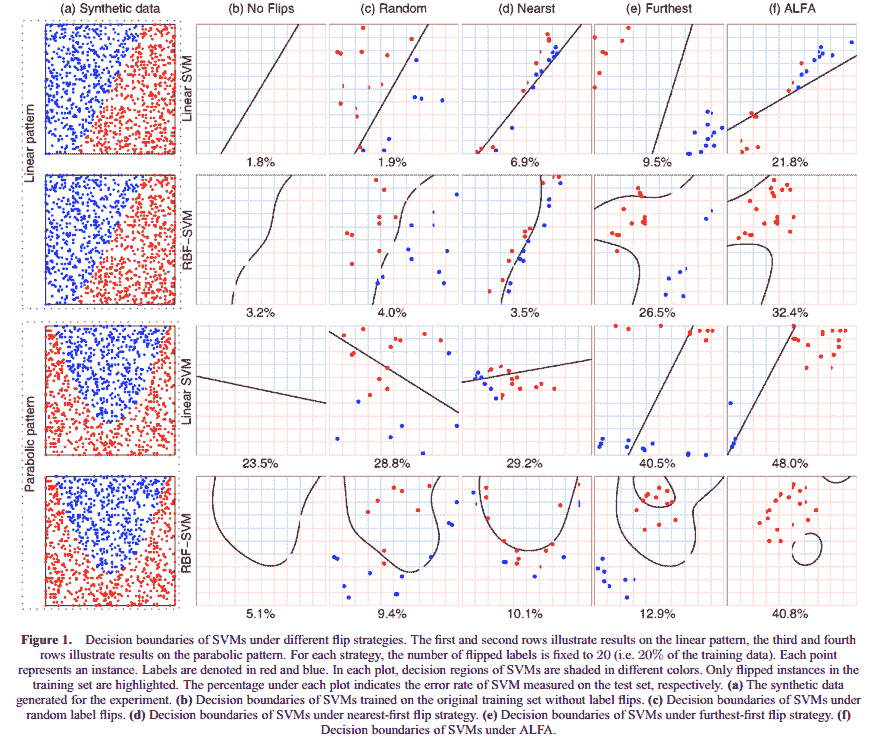 (a) Synthetic data (b) No Flips (c) Random (d) Nearst (e) Furthest (f) ALFA
Linear pattern
Linear SVM
1.8% 1.9% 6.9% 9.5% 21.8%
RBF−SVM
3.2% 4.0% 3.5% 26.5% 32.4%
Parabolic pattern
Linear SVM
23.5% 28.8% 29.2% 40.5% 48.0%
RBF−SVM
5.1% 9.4% 10.1% 12.9% 40.8%
Figure 1. Decision boundaries of SVMs under different flip strategies. The first and second rows illustrate results on the linear pattern, the third and fourth
rows illustrate results on the parabolic pattern. For each strategy, the number of flipped labels is fixed to 20 (i.e. 20% of the training data). Each point
represents an instance. Labels are denoted in red and blue. In each plot, decision regions of SVMs are shaded in different colors. Only flipped instances in the
training set are highlighted. The percentage under each plot indicates the error rate of SVM measured on the test set, respectively. (a) The synthetic data
generated for the experiment. (b) Decision boundaries of SVMs trained on the original training set without label flips. (c) Decision boundaries of SVMs under
random label flips. (d) Decision boundaries of SVMs under nearest-first flip strategy. (e) Decision boundaries of SVMs under furthest-first flip strategy. (f)
Decision boundaries of SVMs under ALFA.